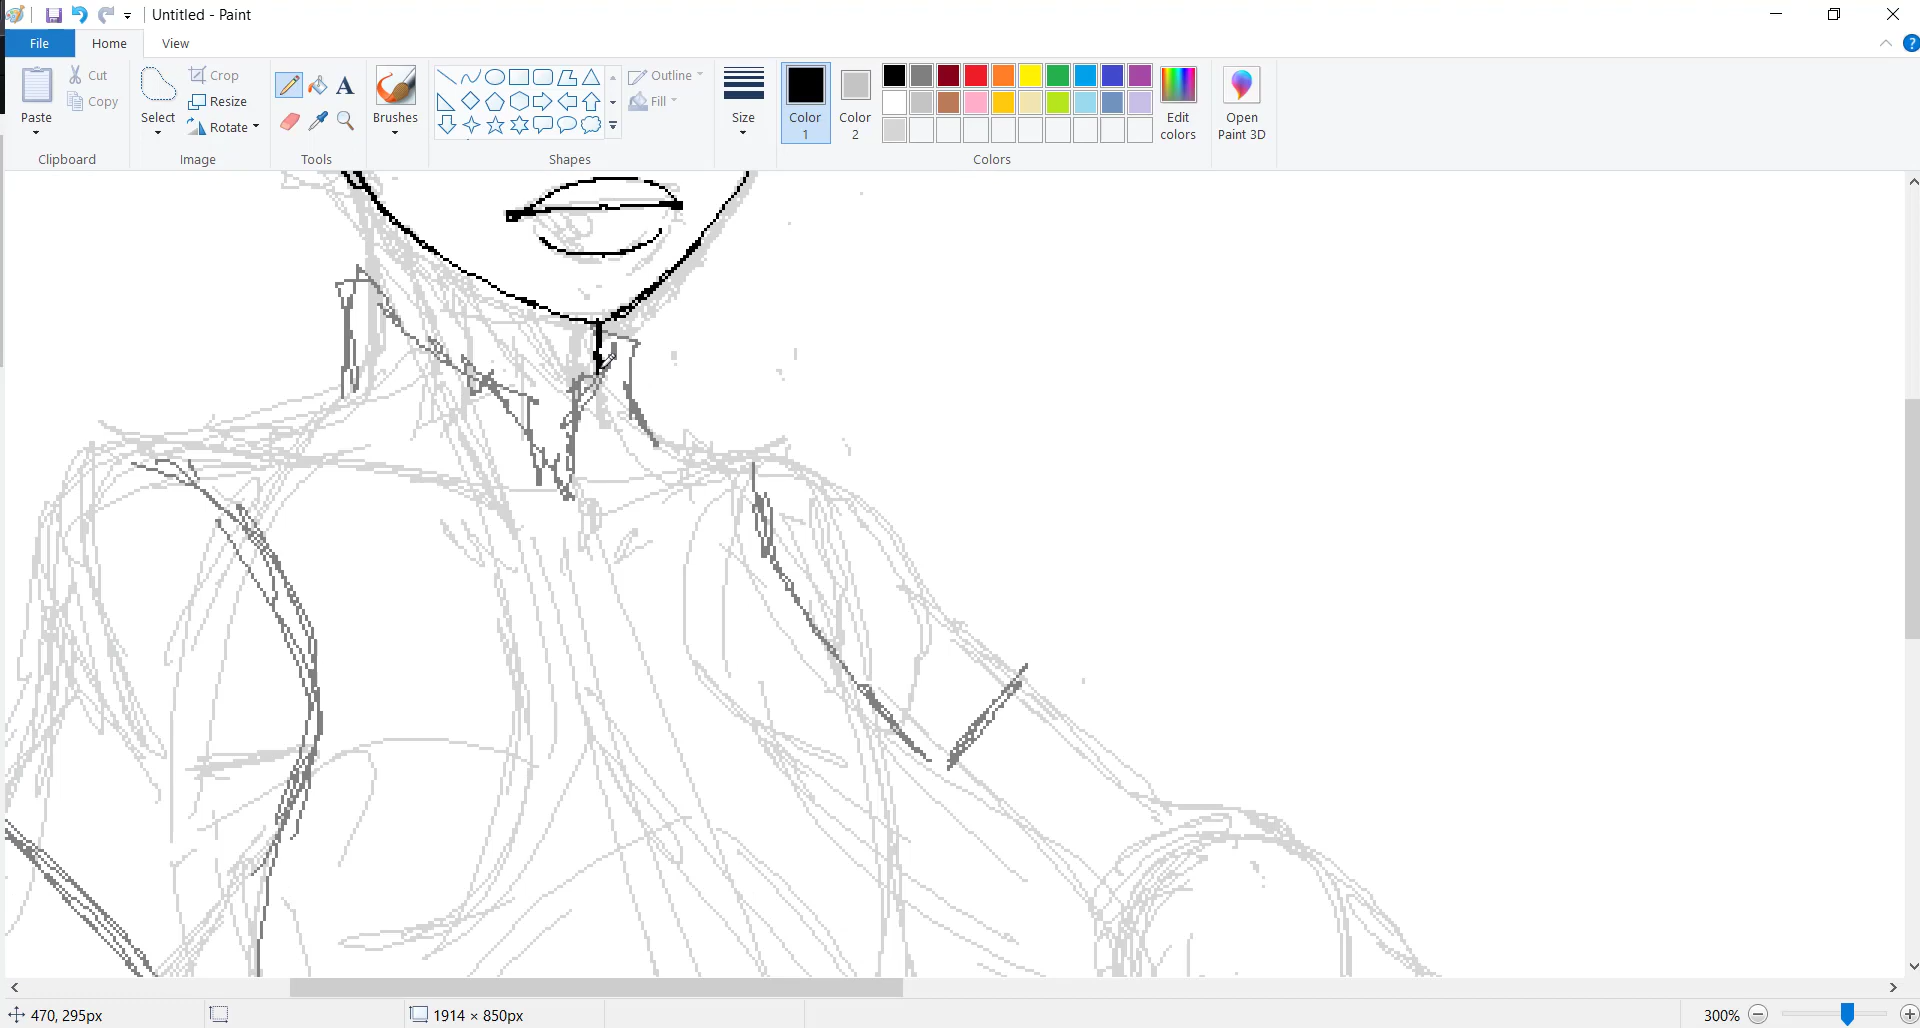 Untitled - Paint
File Home View
Paste Cut Copy Clipboard
Select Crop Resize Rotate Image
A
Tools
Brushes
Outline Fill Shapes
Size
Color 1 Color 2
Edit colors
Colors
Open Paint 3D
?
470, 295px 1914 × 850px 300%